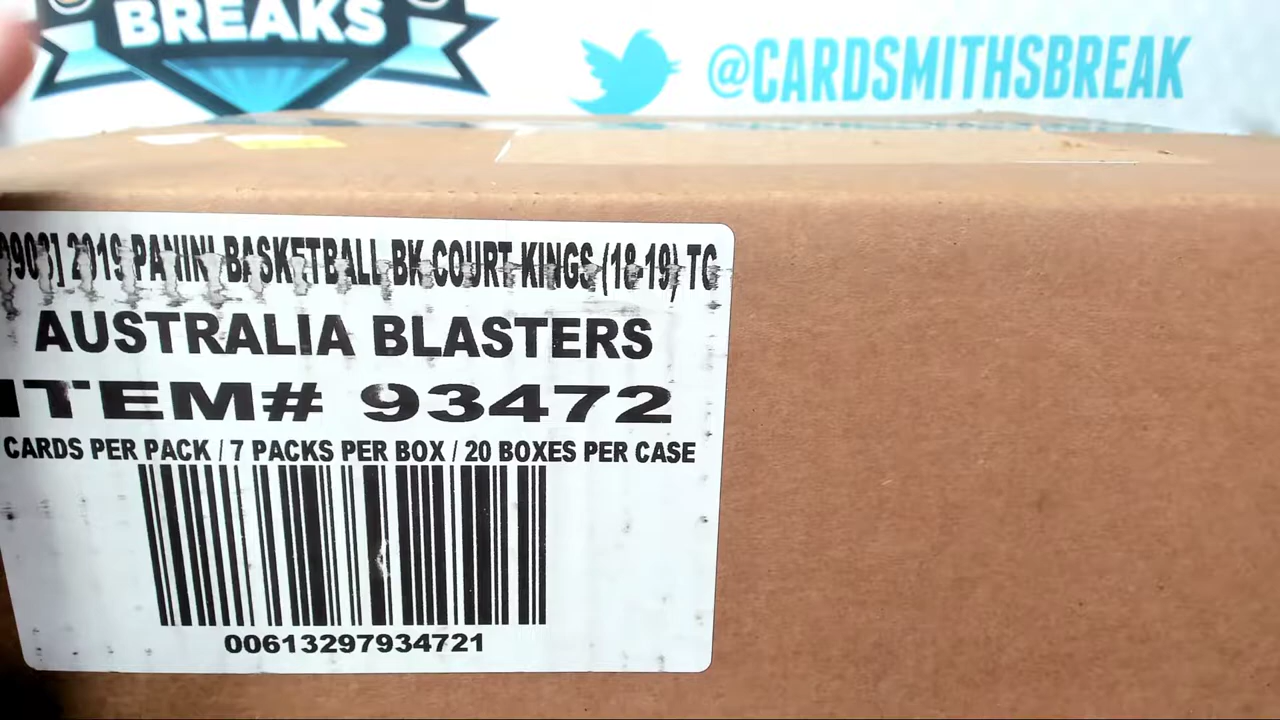 BREAKS
@CARDSMITHSBREAK
2019 PANINI BASKETBALL BK COURT KINGS (18-19) TC
AUSTRALIA BLASTERS
ITEM# 93472
CARDS PER PACK / 7 PACKS PER BOX / 20 BOXES PER CASE
00613297934721